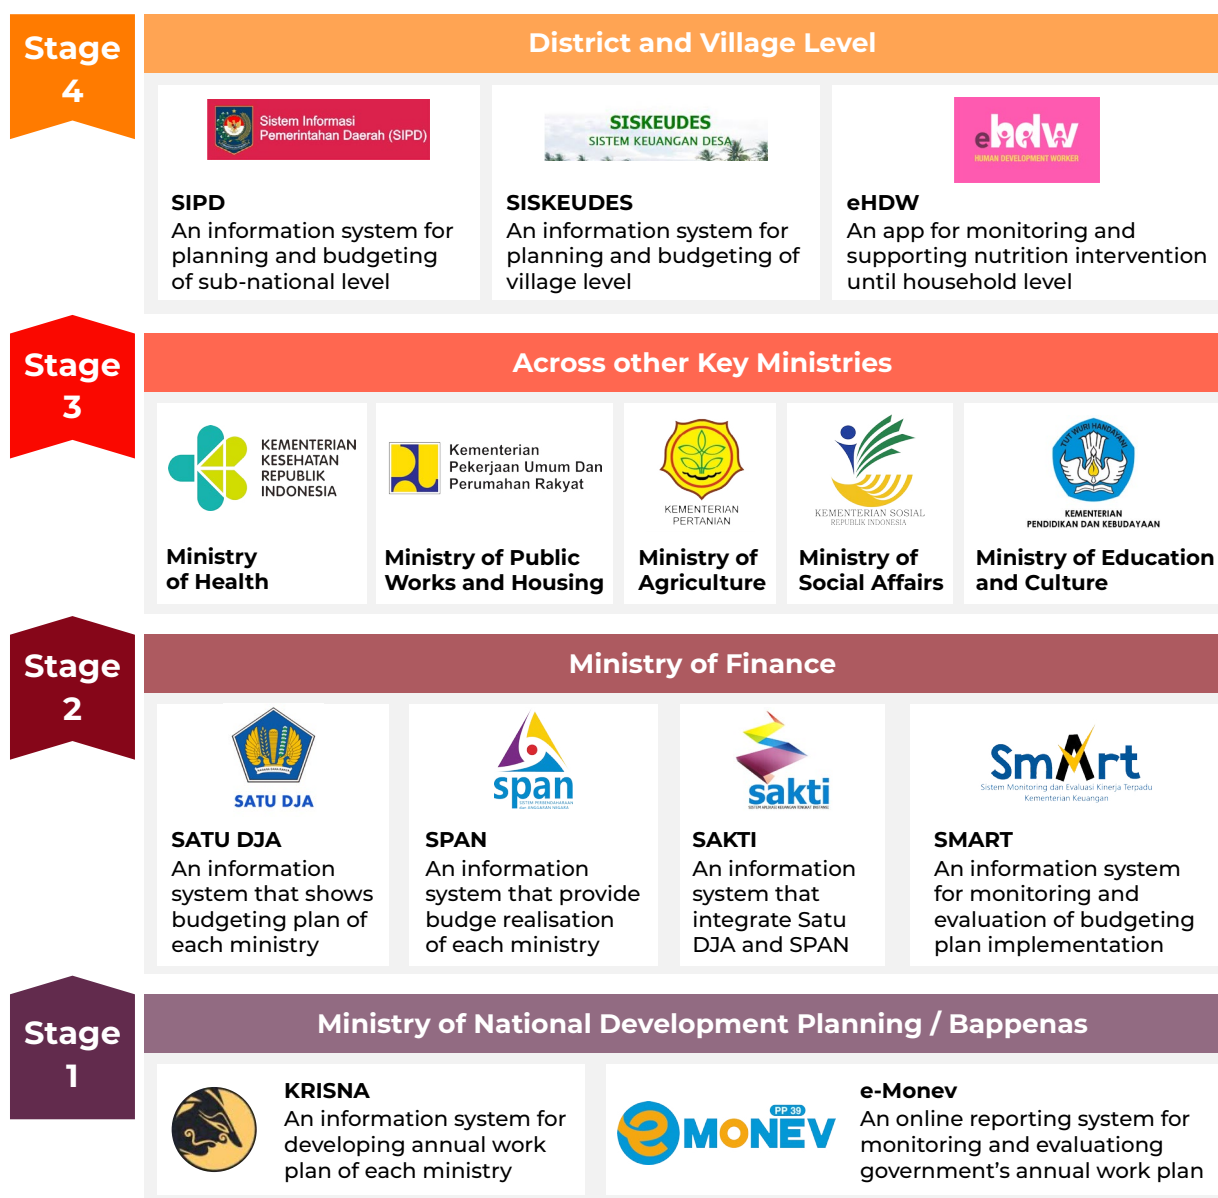 Stage
4
District and Village Level
Sistem Informasi
Pemerintahan Daerah (SIPD)
SIPD
An information system for
planning and budgeting
of sub-national level
SISKEUDES
SISTEM KEUANGAN DESA
SISKEUDES
An information system for
planning and budgeting of
village level
ehdw
HUMAN DEVELOPMENT WORKER
eHDW
An app for monitoring and
supporting nutrition intervention
until household level
Stage
3
Across other Key Ministries
KEMENTERIAN
KESEHATAN
REPUBLIK
INDONESIA
Ministry
of Health
Kementerian
Pekerjaan Umum Dan
Perumahan Rakyat
Ministry of Public
Works and Housing
KEMENTERIAN
PERTANIAN
Ministry of
Agriculture
KEMENTERIAN SOSIAL
REPUBLIK INDONESIA
Ministry of
Social Affairs
TUT WURI HANDAYANI
KEMENTERIAN
PENDIDIKAN DAN KEBUDAYAAN
Ministry of Education
and Culture
Stage
2
Ministry of Finance
SATU DJA
SATU DJA
An information
system that shows
budgeting plan of
each ministry
span
SISTEM PERBENDAHARAAN
dan ANGGARAN NEGARA
SPAN
An information
system that provide
budge realisation
of each ministry
sakti
SAKTI
An information
system that
integrate Satu
DJA and SPAN
SmArt
Sistem Monitoring dan Evaluasi Kinerja Terpadu
Kementerian Keuangan
SMART
An information system
for monitoring and
evaluation of budgeting
plan implementation
Stage
1
Ministry of National Development Planning / Bappenas
KRISNA
An information system for
developing annual work
plan of each ministry
PP 39
eMONEV
e-Monev
An online reporting system for
monitoring and evaluationg
government's annual work plan